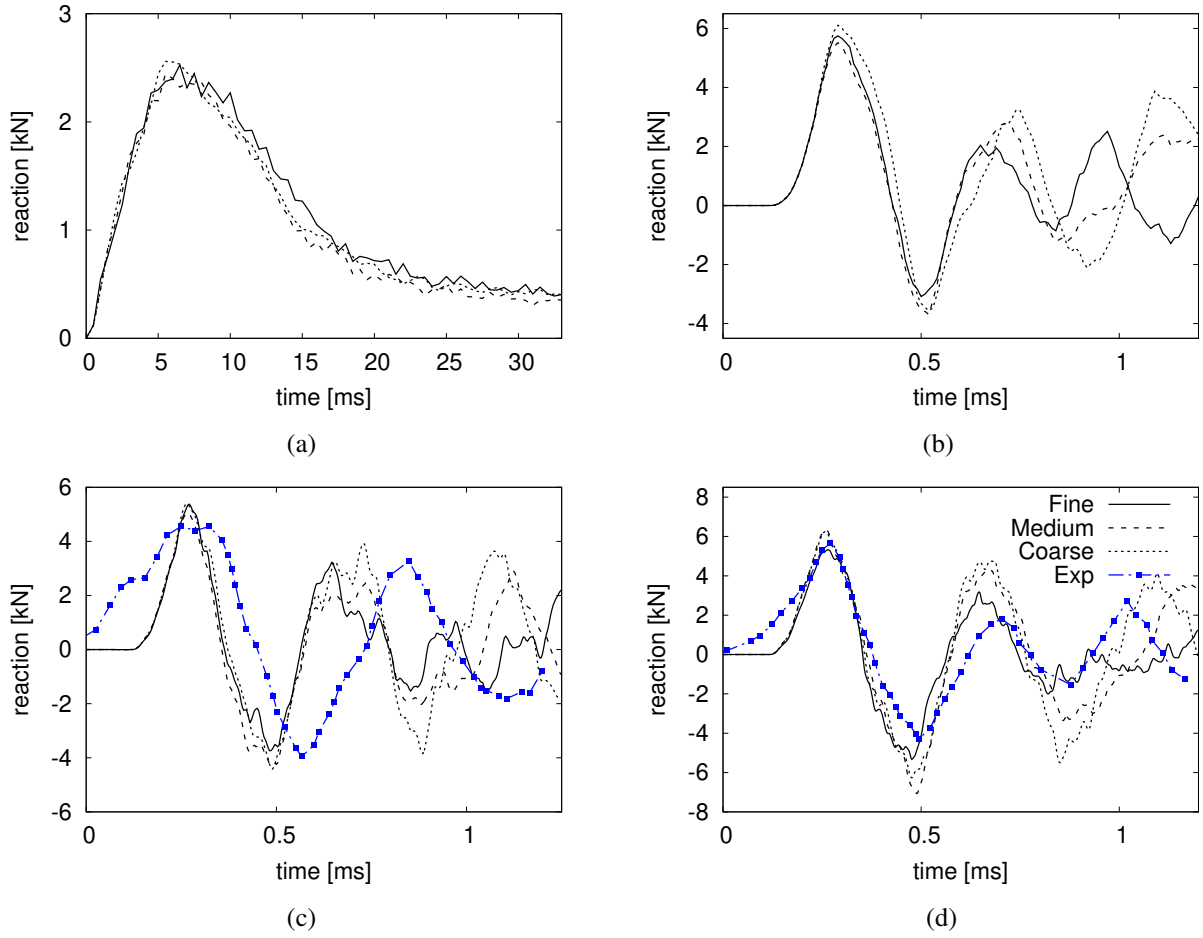 3
2
1
0
reaction [kN]
0 5 10 15 20 25 30
time [ms]
(a)
6
4
2
0
-2
-4
reaction [kN]
0 0.5 1
time [ms]
(b)
6
4
2
0
-2
-4
-6
reaction [kN]
0 0.5 1
time [ms]
(c)
8
6
4
2
0
-2
-4
-6
-8
reaction [kN]
Fine
Medium
Coarse
Exp
0 0.5 1
time [ms]
(d)